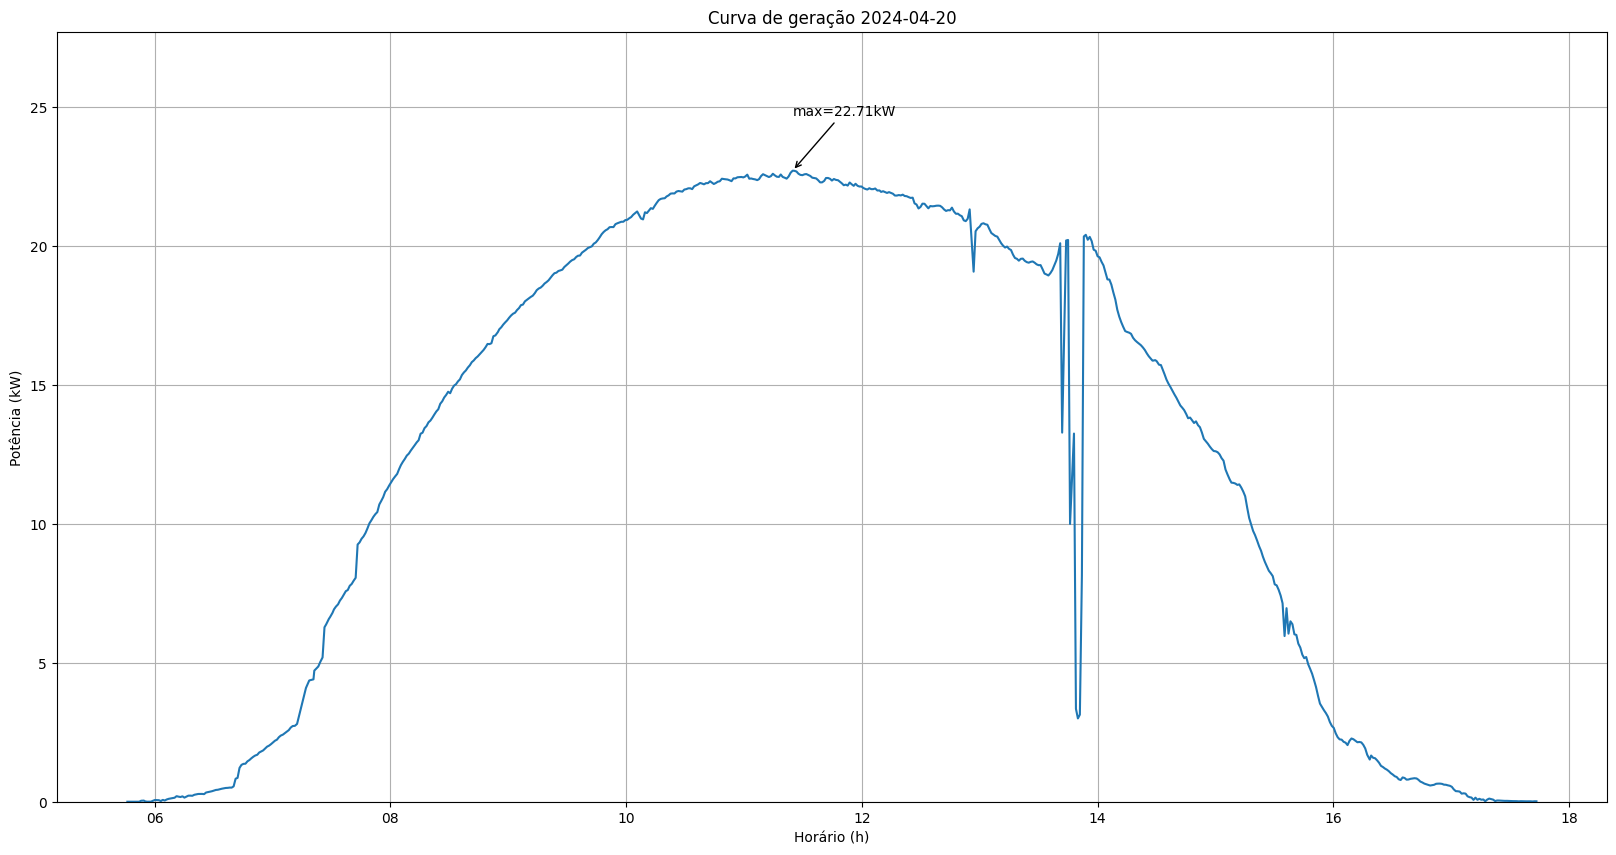 Curva de geração 2024-04-20
25
max=22.71kW
20
15
Potência (kW)
10
5
0
06 08 10 12 14 16 18
Horário (h)